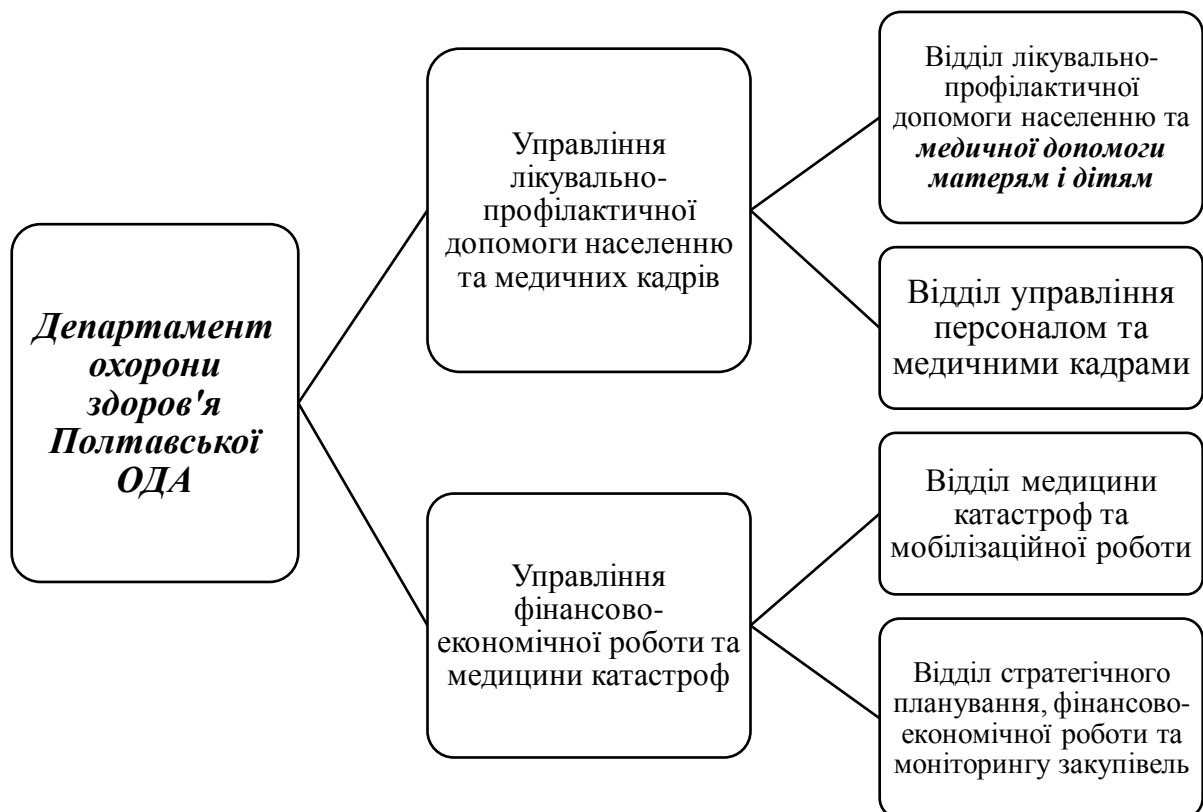 Департамент
охорони
здоров'я
Полтавської
ОДА
Управління
лікувально-
профілактичної
допомоги населенню
та медичних кадрів
Відділ лікувально-
профілактичної
допомоги населенню та
медичної допомоги
матерям і дітям
Відділ управління
персоналом та
медичними кадрами
Управління
фінансово-
економічної роботи та
медицини катастроф
Відділ медицини
катастроф та
мобілізаційної роботи
Відділ стратегічного
планування, фінансово-
економічної роботи та
моніторингу закупівель